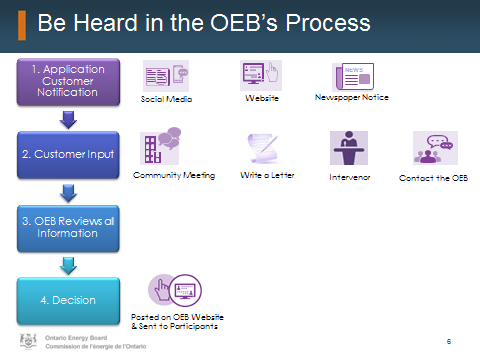 Be Heard in the OEB’s Process
1. Application
Customer
Notification
Social Media
Website
NEWS
Newspaper Notice
2. Customer Input
Community Meeting
Write a Letter
Intervenor
Contact the OEB
3. OEB Reviews all
Information
4. Decision
Posted on OEB Website
& Sent to Participants
Ontario Energy Board
Commission de l'énergie de l'Ontario
6